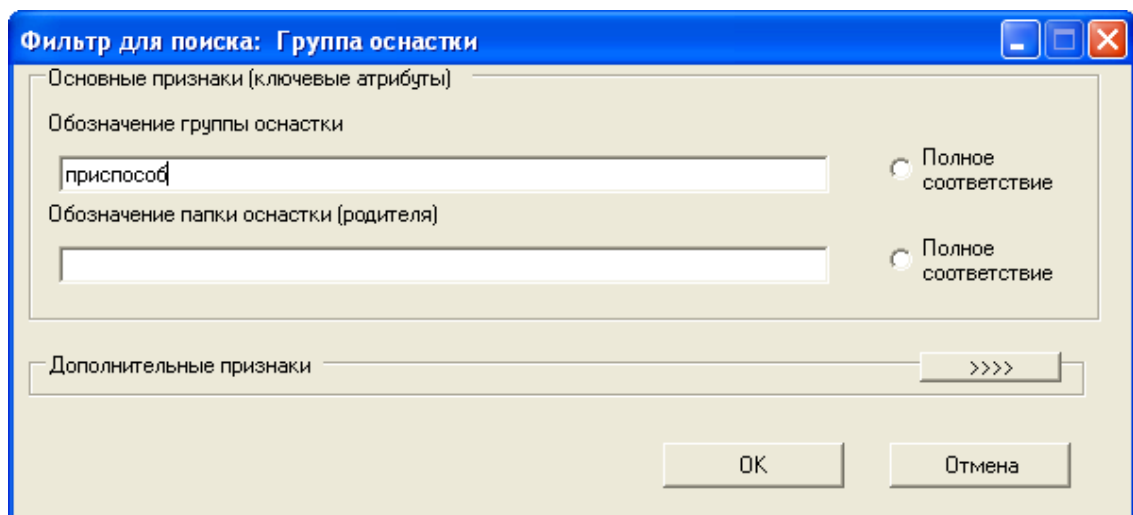 Фильтр для поиска: Группа оснастки
Основные признаки (ключевые атрибуты)
Обозначение группы оснастки
приспособ
Полное
соответствие
Обозначение папки оснастки (родителя)
Полное
соответствие
Дополнительные признаки
>>>>
OK
Отмена